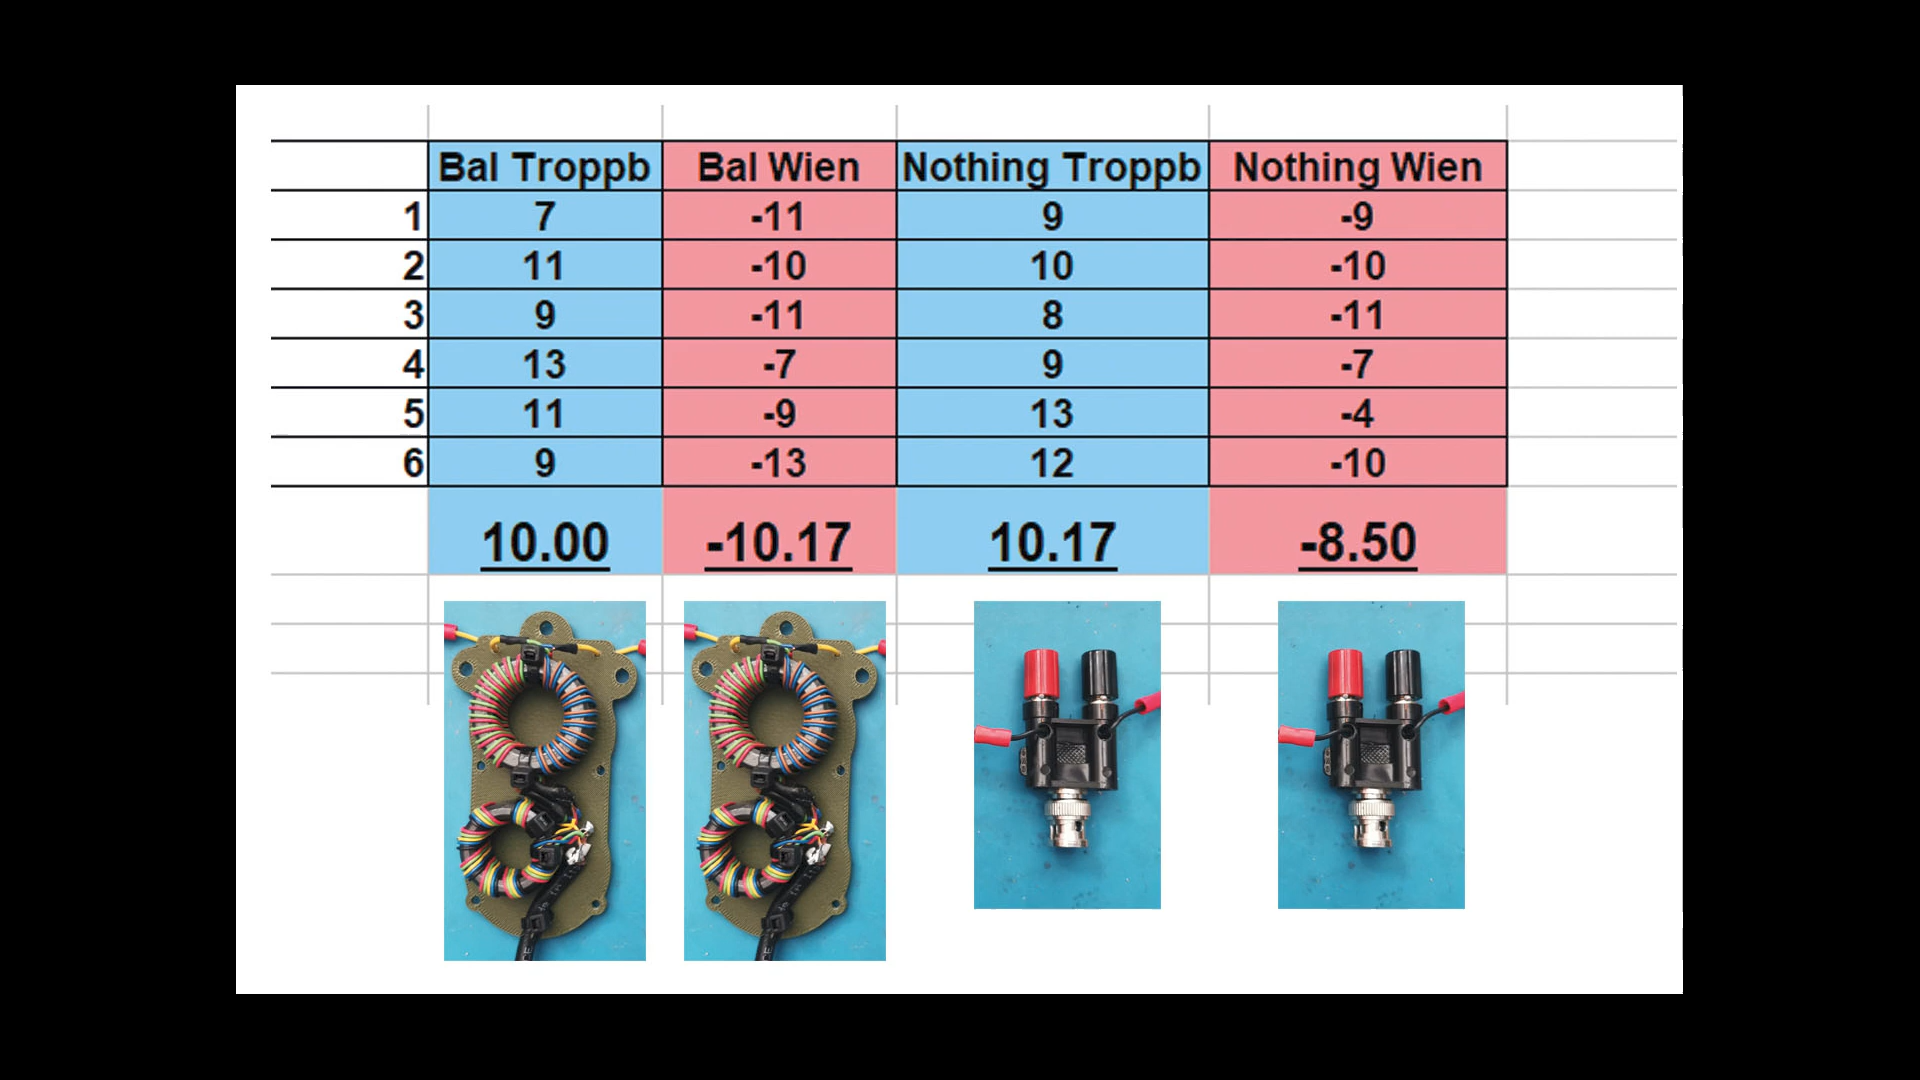 Bal Troppb Bal Wien Nothing Troppb Nothing Wien
1 7 -11 9 -9
2 11 -10 10 -10
3 9 -11 8 -11
4 13 -7 9 -7
5 11 -9 13 -4
6 9 -13 12 -10
10.00 -10.17 10.17 -8.50